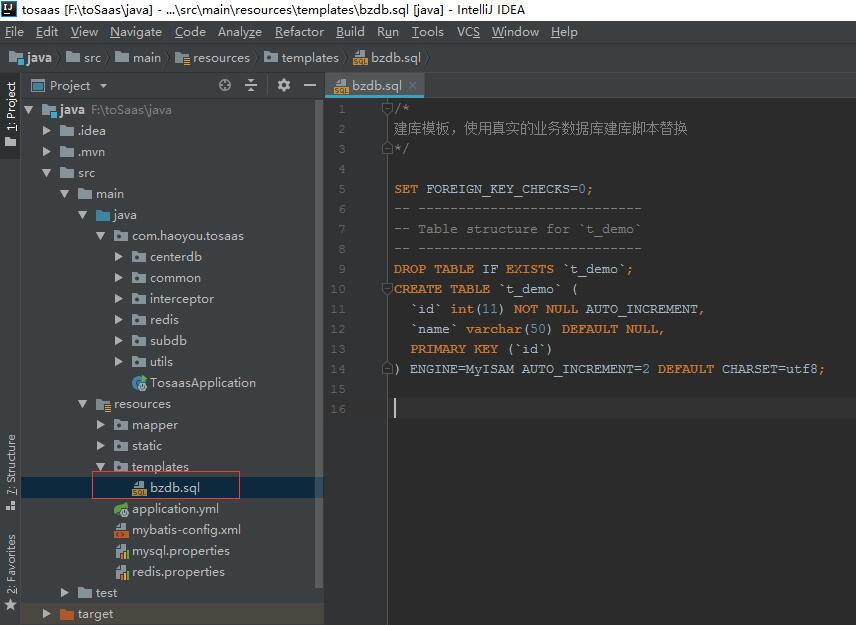 tosaas [F:\toSaas\java] - ...\src\main\resources\templates\bzdb.sql [java] - IntelliJ IDEA
File Edit View Navigate Code Analyze Refactor Build Run Tools VCS Window Help
java src main resources templates bzdb.sql
1: Project
7: Structure
2: Favorites
Project
java F:\toSaas\java
.idea
.mvn
src
main
java
com.haoyou.tosaas
centerdb
common
interceptor
redis
subdb
utils
TosaasApplication
resources
mapper
static
templates
bzdb.sql
application.yml
mybatis-config.xml
mysql.properties
redis.properties
test
target
bzdb.sql
1 /*
2 建库模板，使用真实的业务数据库建库脚本替换
3 */
4
5 SET FOREIGN_KEY_CHECKS=0;
6 -- ----------------------------
7 -- Table structure for `t_demo`
8 -- ----------------------------
9 DROP TABLE IF EXISTS `t_demo`;
10 CREATE TABLE `t_demo` (
11 `id` int(11) NOT NULL AUTO_INCREMENT,
12 `name` varchar(50) DEFAULT NULL,
13 PRIMARY KEY (`id`)
14 ) ENGINE=MyISAM AUTO_INCREMENT=2 DEFAULT CHARSET=utf8;
15
16